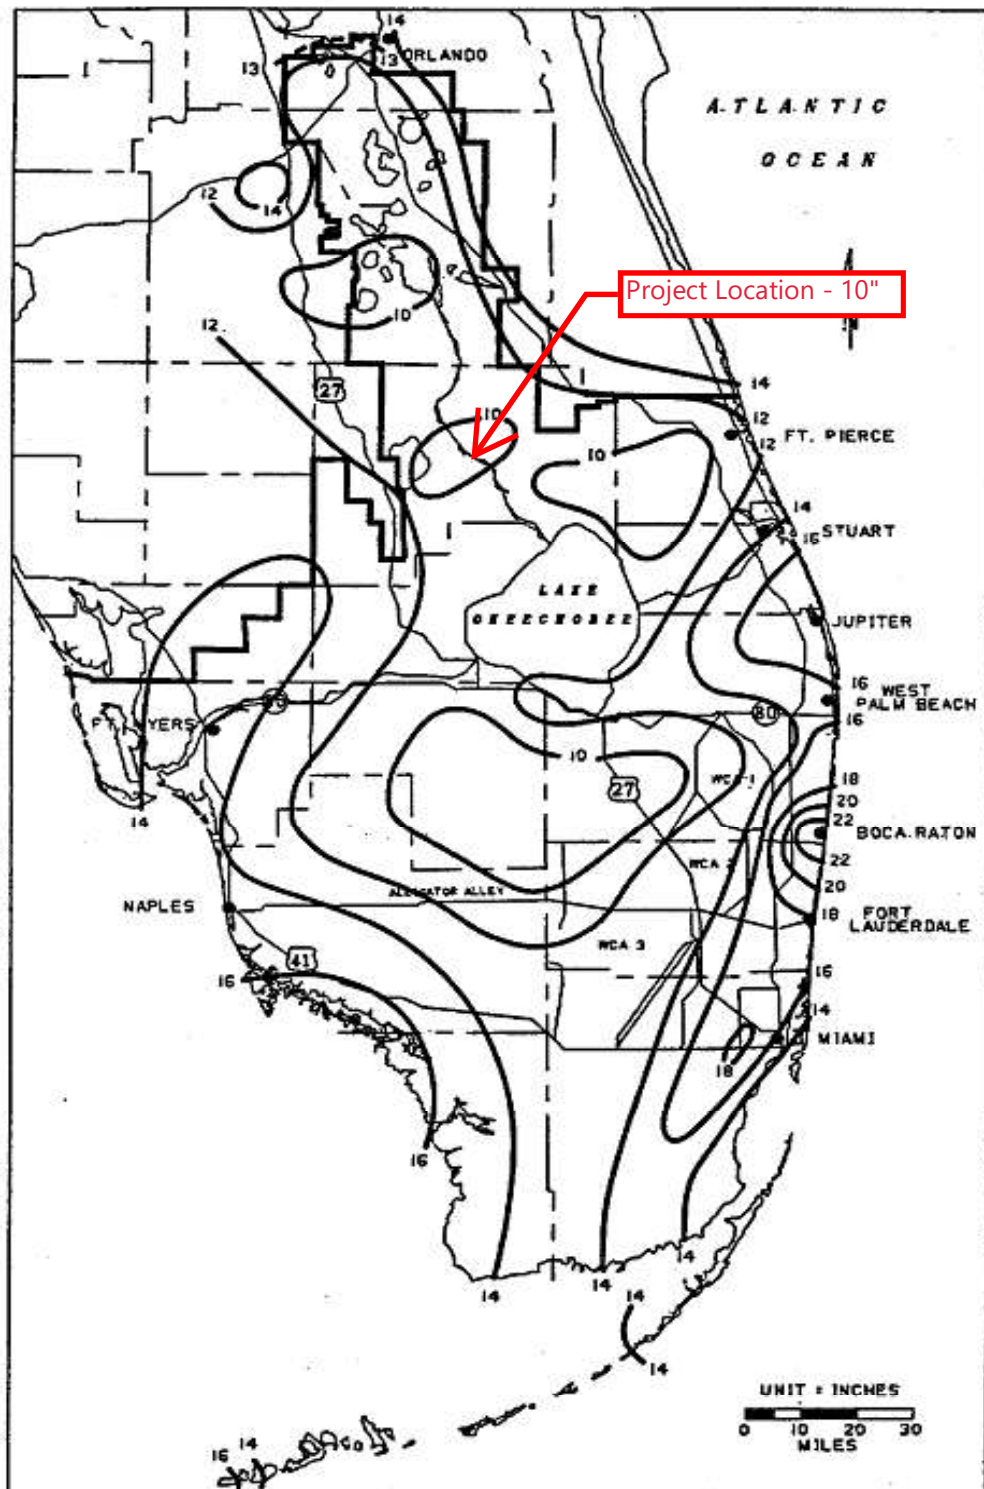 14
ORLANDO
13
13
A.TLANTIC
OCEAN
12
14
Project Location - 10"
10
12
27
14
10
12
FT. PIERCE
12
10
14
STUART
16
LAKE
OKEECHOBEE
JUPITER
16
WEST
PALM BEACH
80
16
FT. MYERS
10
WCA-1
27
18
20
22
BOCA RATON
14
WCA 2
22
20
ALLIGATOR ALLEY
NAPLES
18
FORT
LAUDERDALE
WCA 3
41
16
16
14
MIAMI
18
16
14
14
14
14
14
UNIT = INCHES
0 10 20 30
MILES
16
14